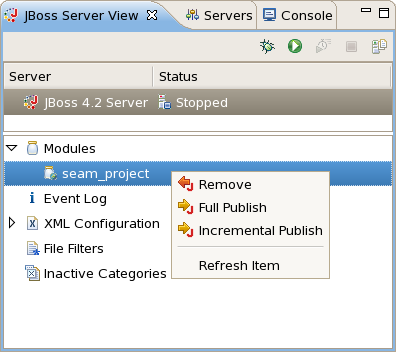 JBoss Server View Servers Console
Server Status
JBoss 4.2 Server Stopped
Modules
seam_project
Remove
Event Log
Full Publish
XML Configuration
Incremental Publish
File Filters
Refresh Item
Inactive Categories